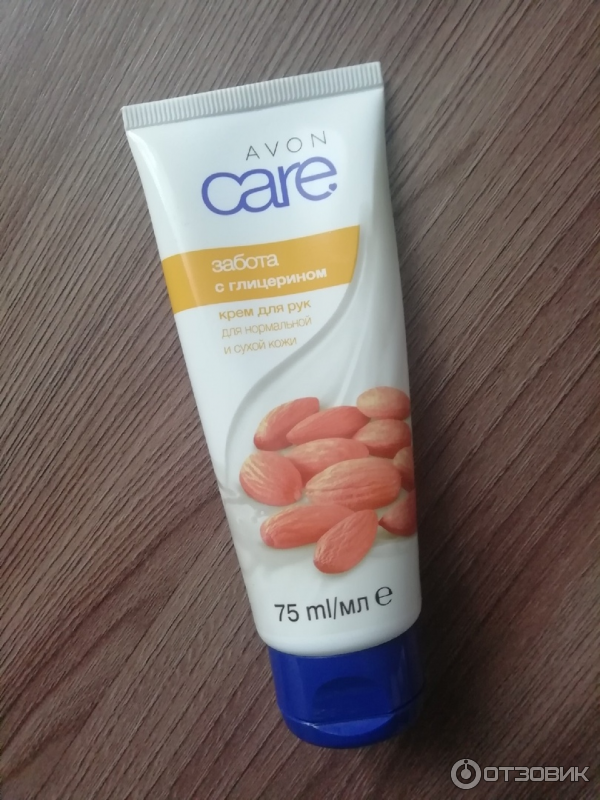 AVON
care
забота
с глицерином
крем для рук
для нормальной
и сухой кожи
75 ml/мл e
ОТЗОВИК